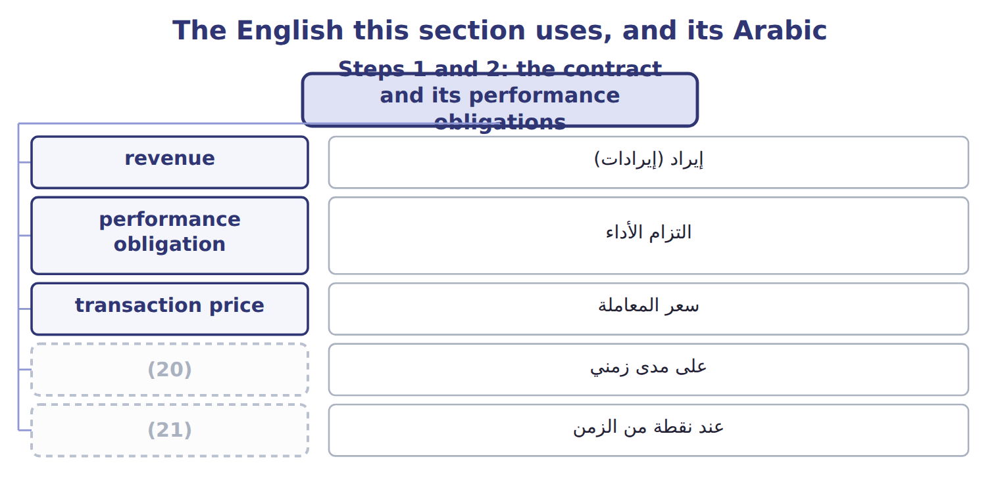 The English this section uses, and its Arabic
Steps 1 and 2: the contract
and its performance
obligations
revenue
إيراد (إيرادات)
performance
obligation
التزام الأداء
transaction price
سعر المعاملة
(20)
على مدى زمني
(21)
عند نقطة من الزمن